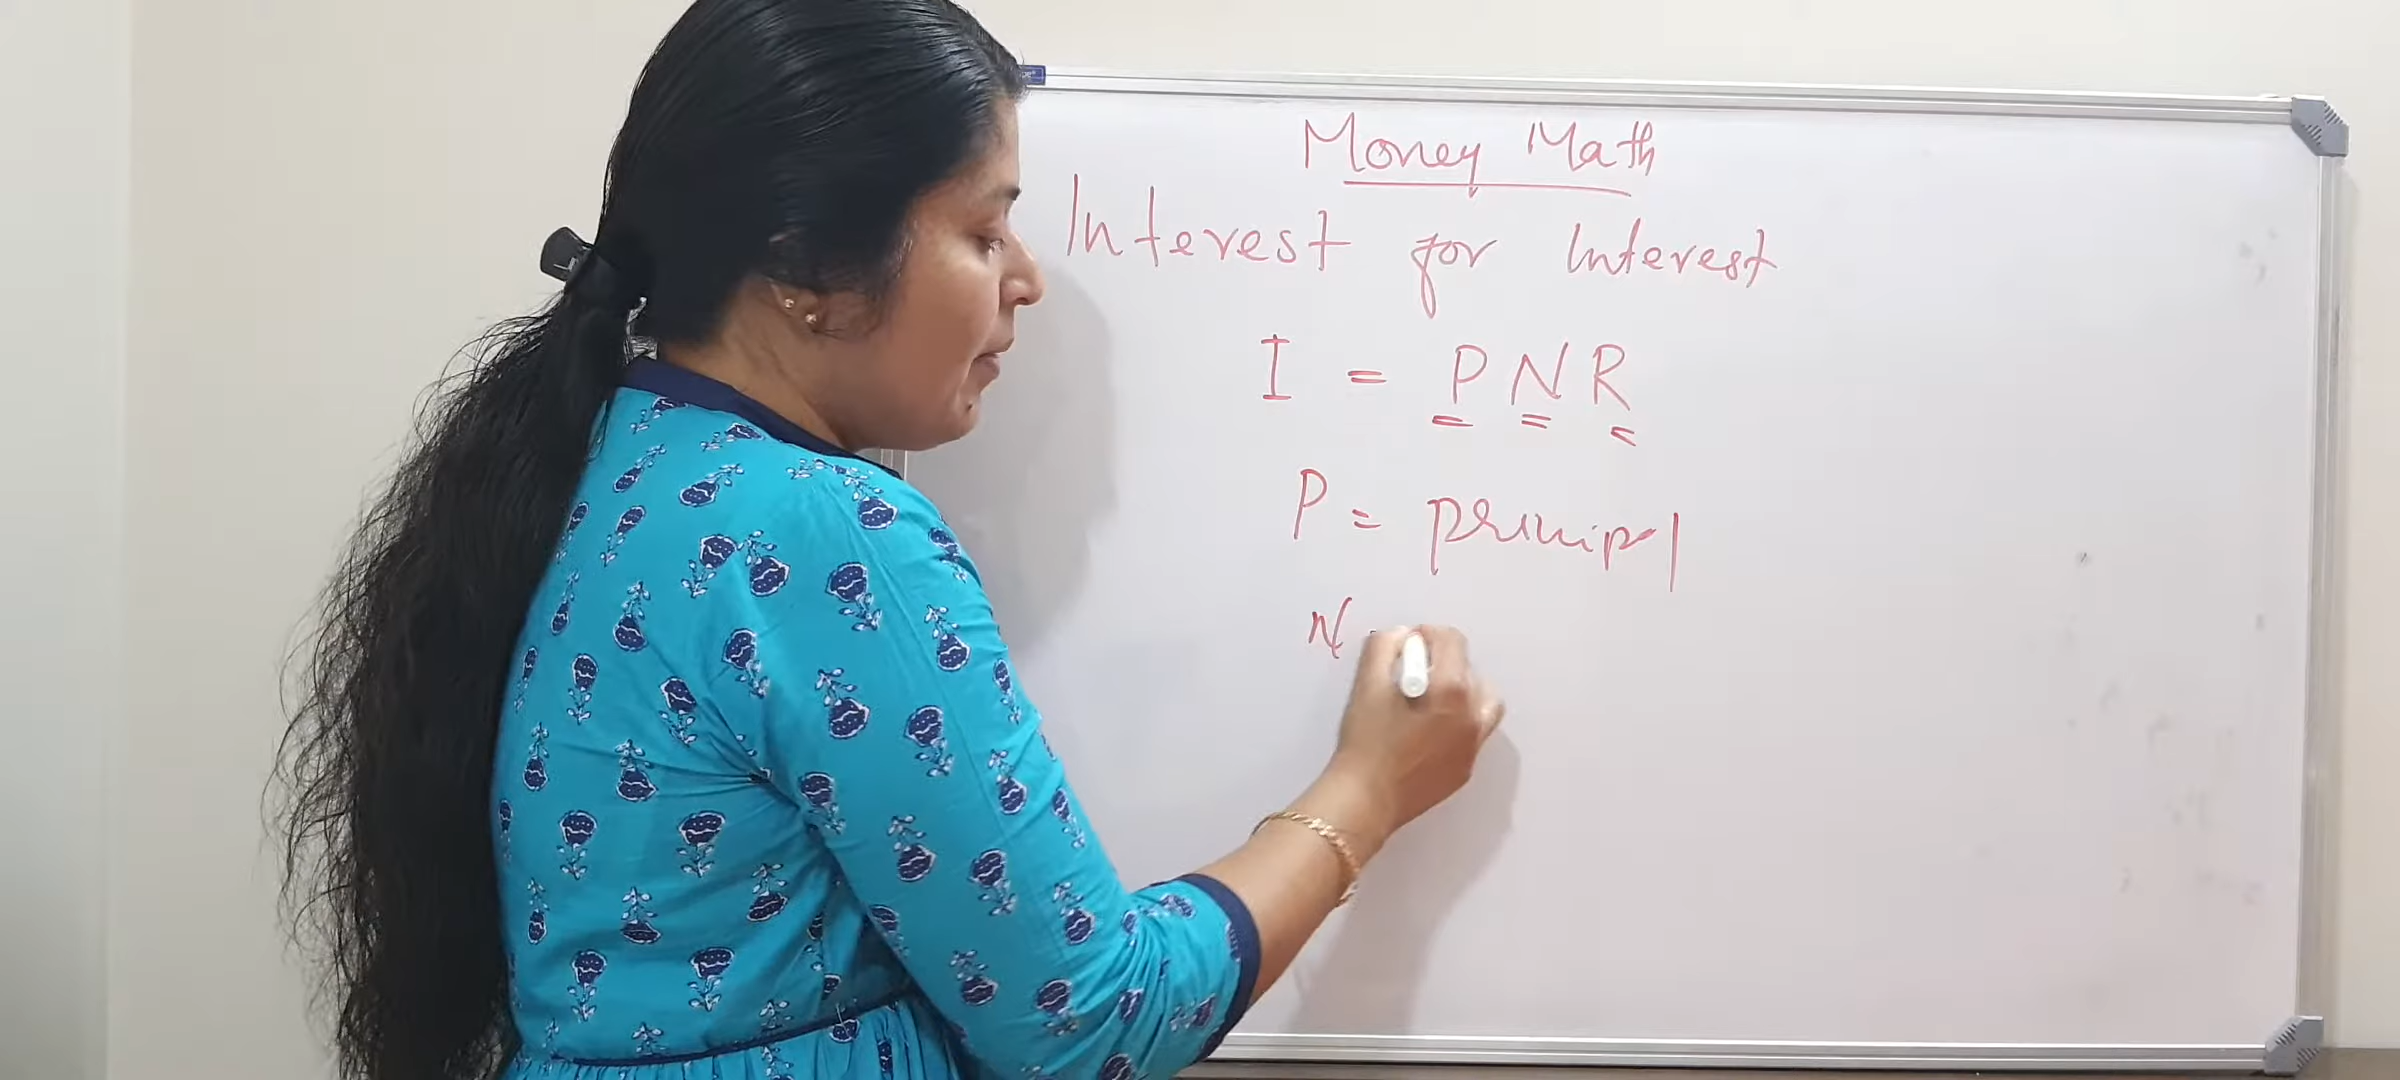 Money Math
Interest for Interest
I = PNR
P = principal
N